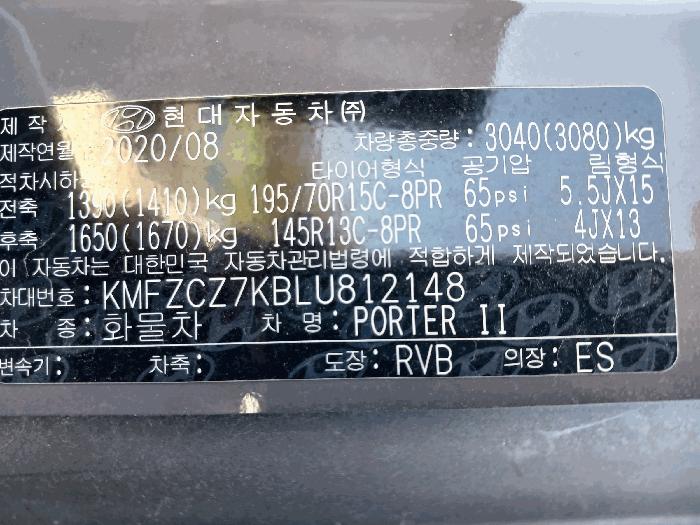 제 작 현대자동차㈜
제작연월 2020/08 차량총중량: 3040(3080)kg
적차시하중 타이어형식 공기압 림형식
전축 1390(1410)kg 195/70R15C-8PR 65psi 5.5JX15
후축 1650(1670)kg 145R13C-8PR 65psi 4JX13
이 자동차는 대한민국 자동차관리법령에 적합하게 제작되었습니다.
차대번호: KMFZCZ7KBLU812148
차 종: 화물차 차 명: PORTER II
변속기: 차축: 도장: RVB 의장: ES